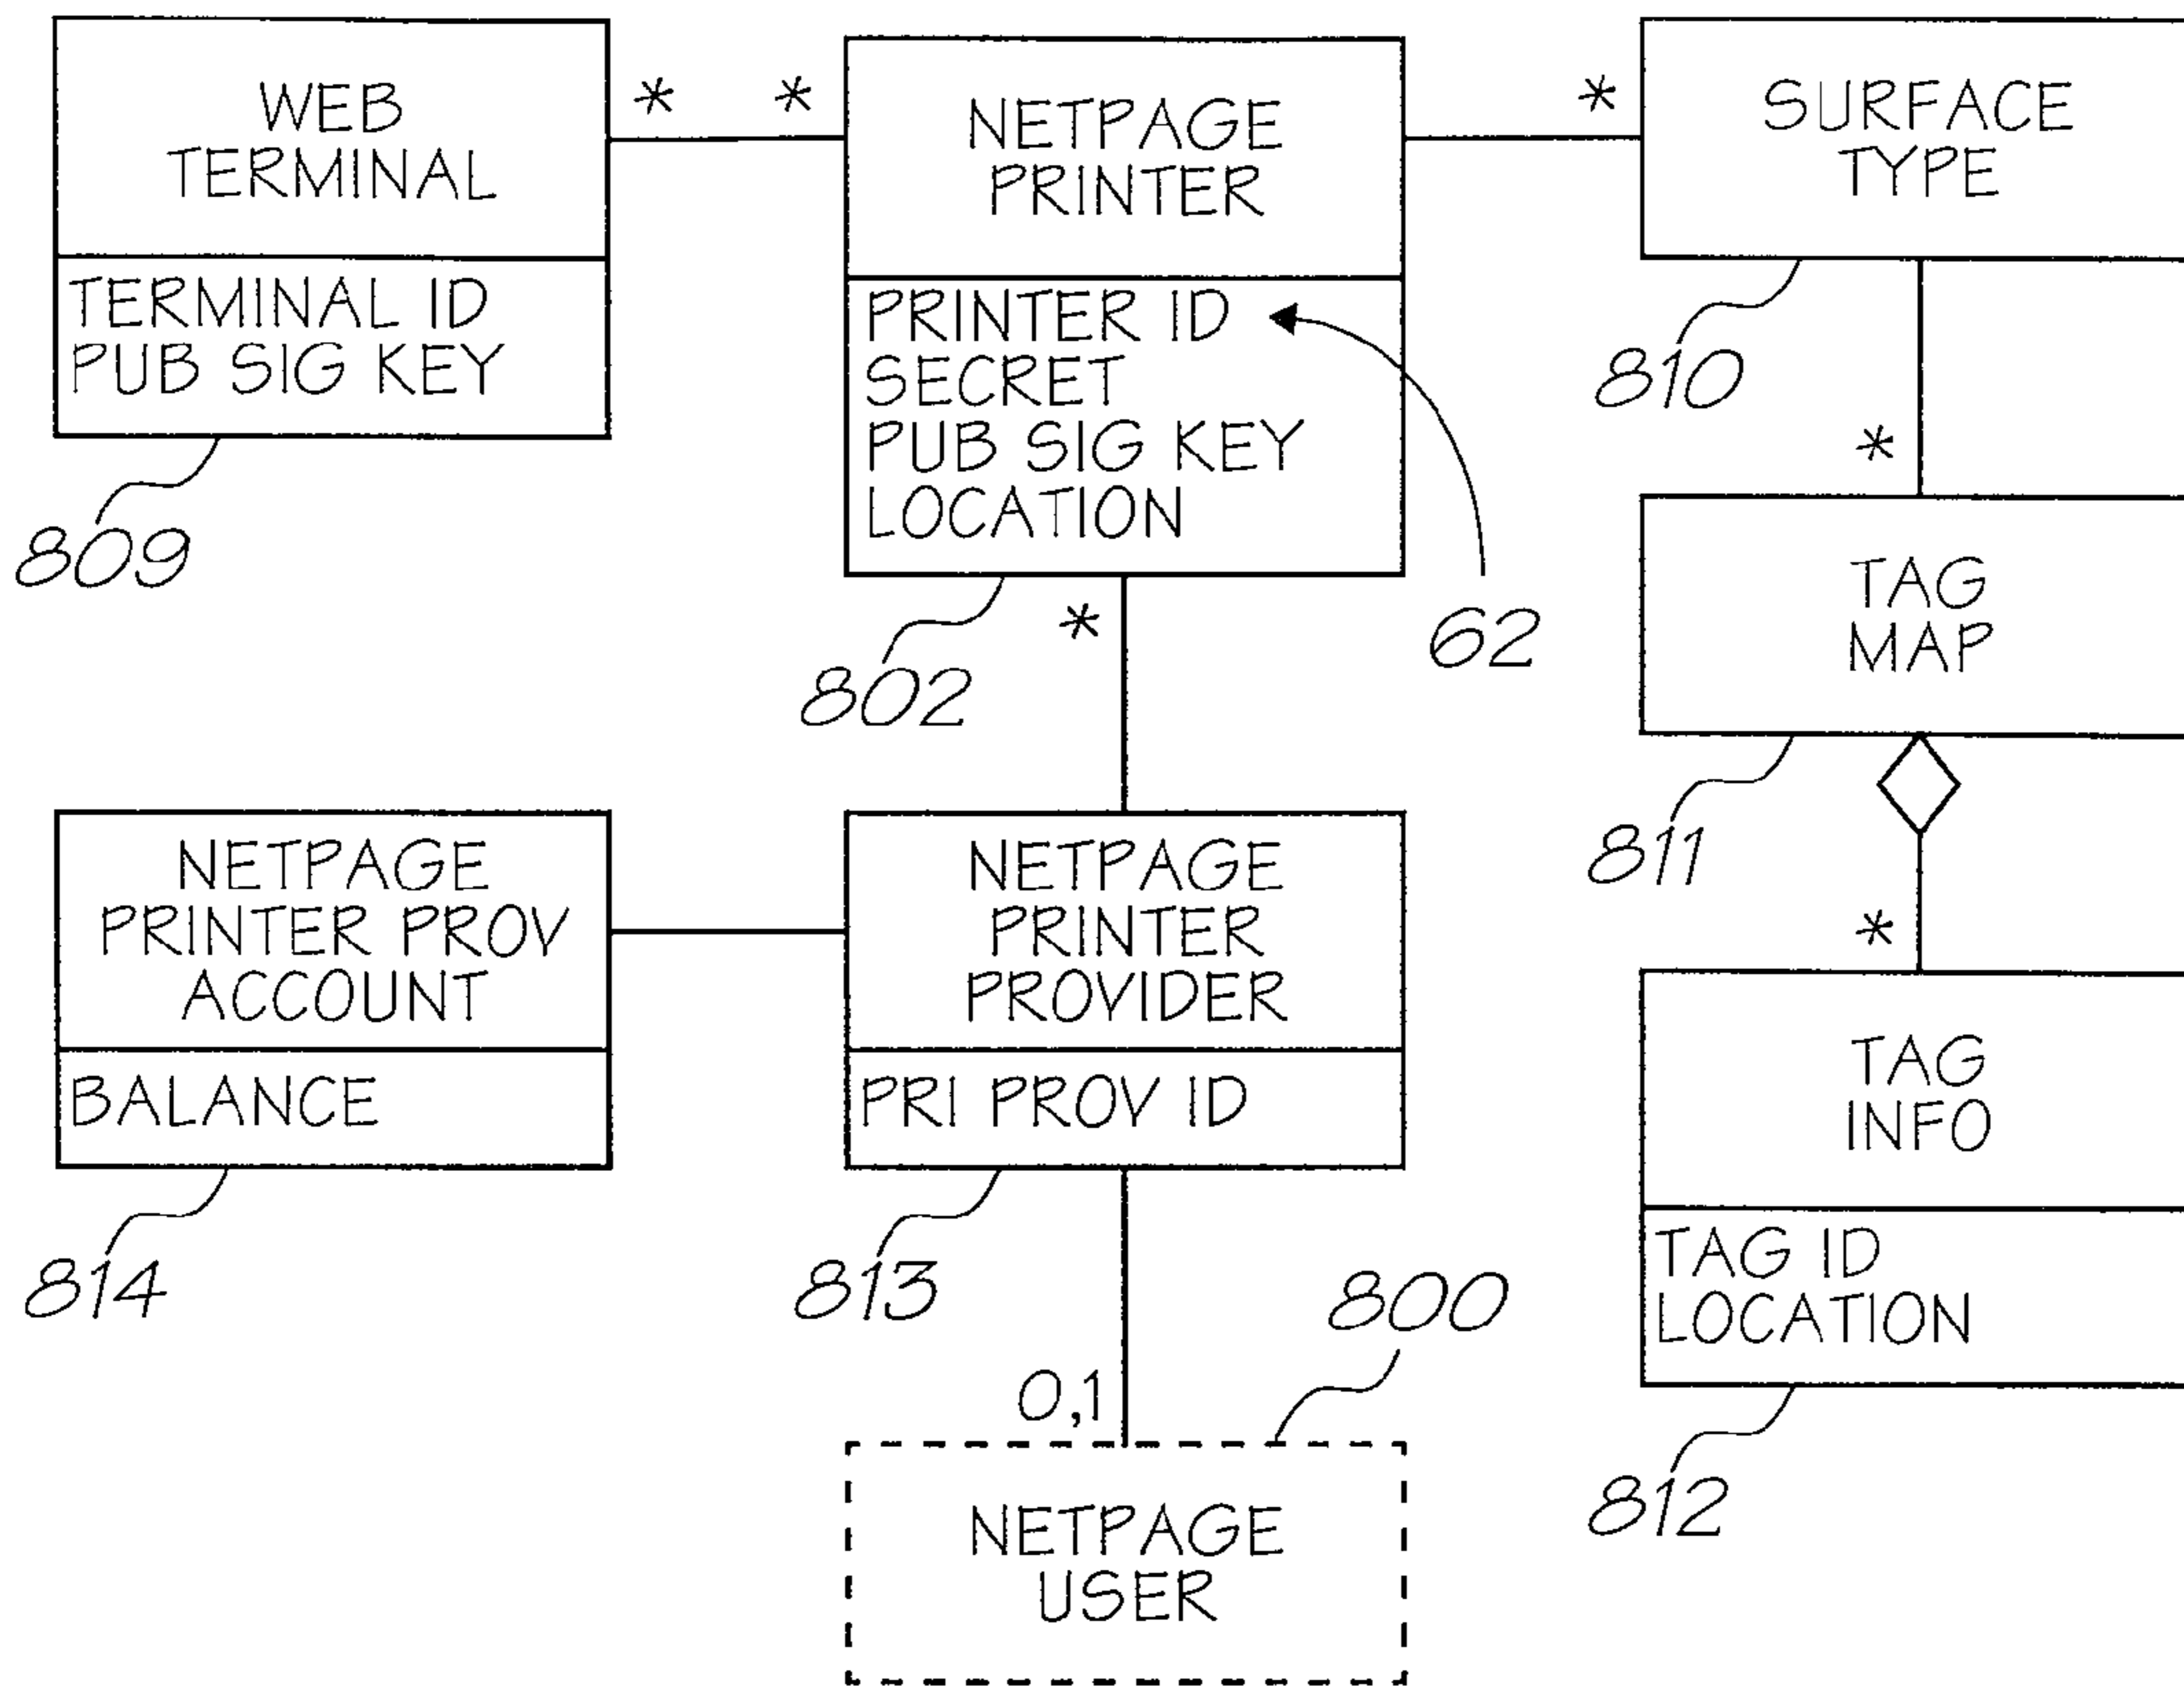 WEB
TERMINAL
TERMINAL ID
PUB SIG KEY
809
*
*
NETPAGE
PRINTER
PRINTER ID
SECRET
PUB SIG KEY
LOCATION
62
802
*
*
SURFACE
TYPE
810
*
TAG
MAP
811
*
TAG
INFO
TAG ID
LOCATION
812
NETPAGE
PRINTER PROV
ACCOUNT
BALANCE
814
NETPAGE
PRINTER
PROVIDER
PRI PROV ID
813
0,1
800
NETPAGE
USER